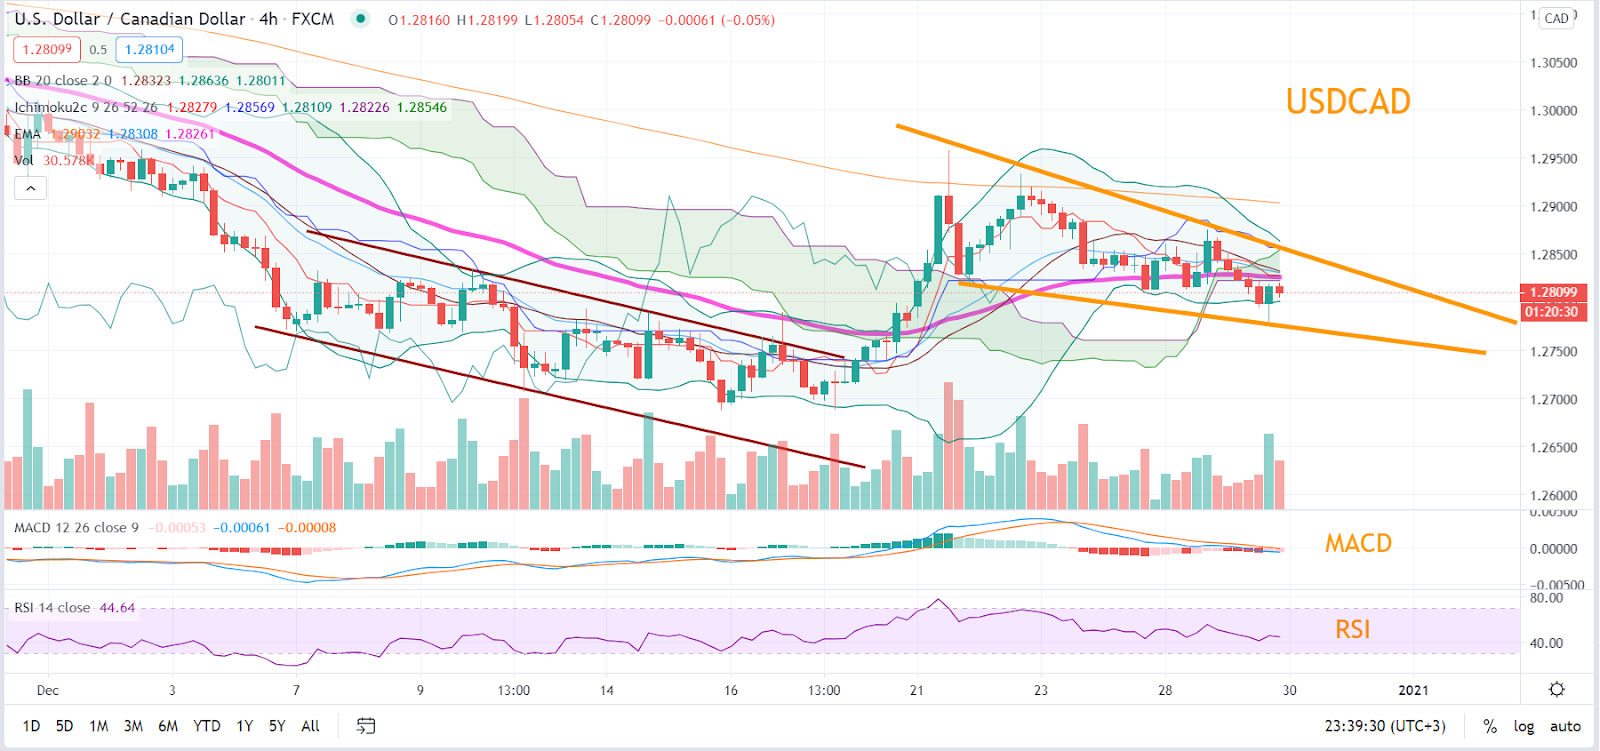 U.S. Dollar / Canadian Dollar · 4h · FXCM O1.28160 H1.28199 L1.28054 C1.28099 −0.00061 (−0.05%)
CAD
1.28099 0.5 1.28104
BB 20 close 2 0 1.28323 1.28636 1.28011
Ichimoku2c 9 26 52 26 1.28279 1.28569 1.28109 1.28226 1.28546
EMA 1.29032 1.28308 1.28261
Vol 30.578K
USDCAD
1.30500
1.30000
1.29500
1.29000
1.28500
1.28099
01:20:30
1.27500
1.27000
1.26500
1.26000
MACD 12 26 close 9 −0.00053 −0.00061 −0.00008
MACD
0.00500
0.00000
−0.00500
RSI 14 close 44.64
RSI
80.00
40.00
Dec 3 7 9 13:00 14 16 13:00 21 23 28 30 2021
1D 5D 1M 3M 6M YTD 1Y 5Y All
23:39:30 (UTC+3) % log auto